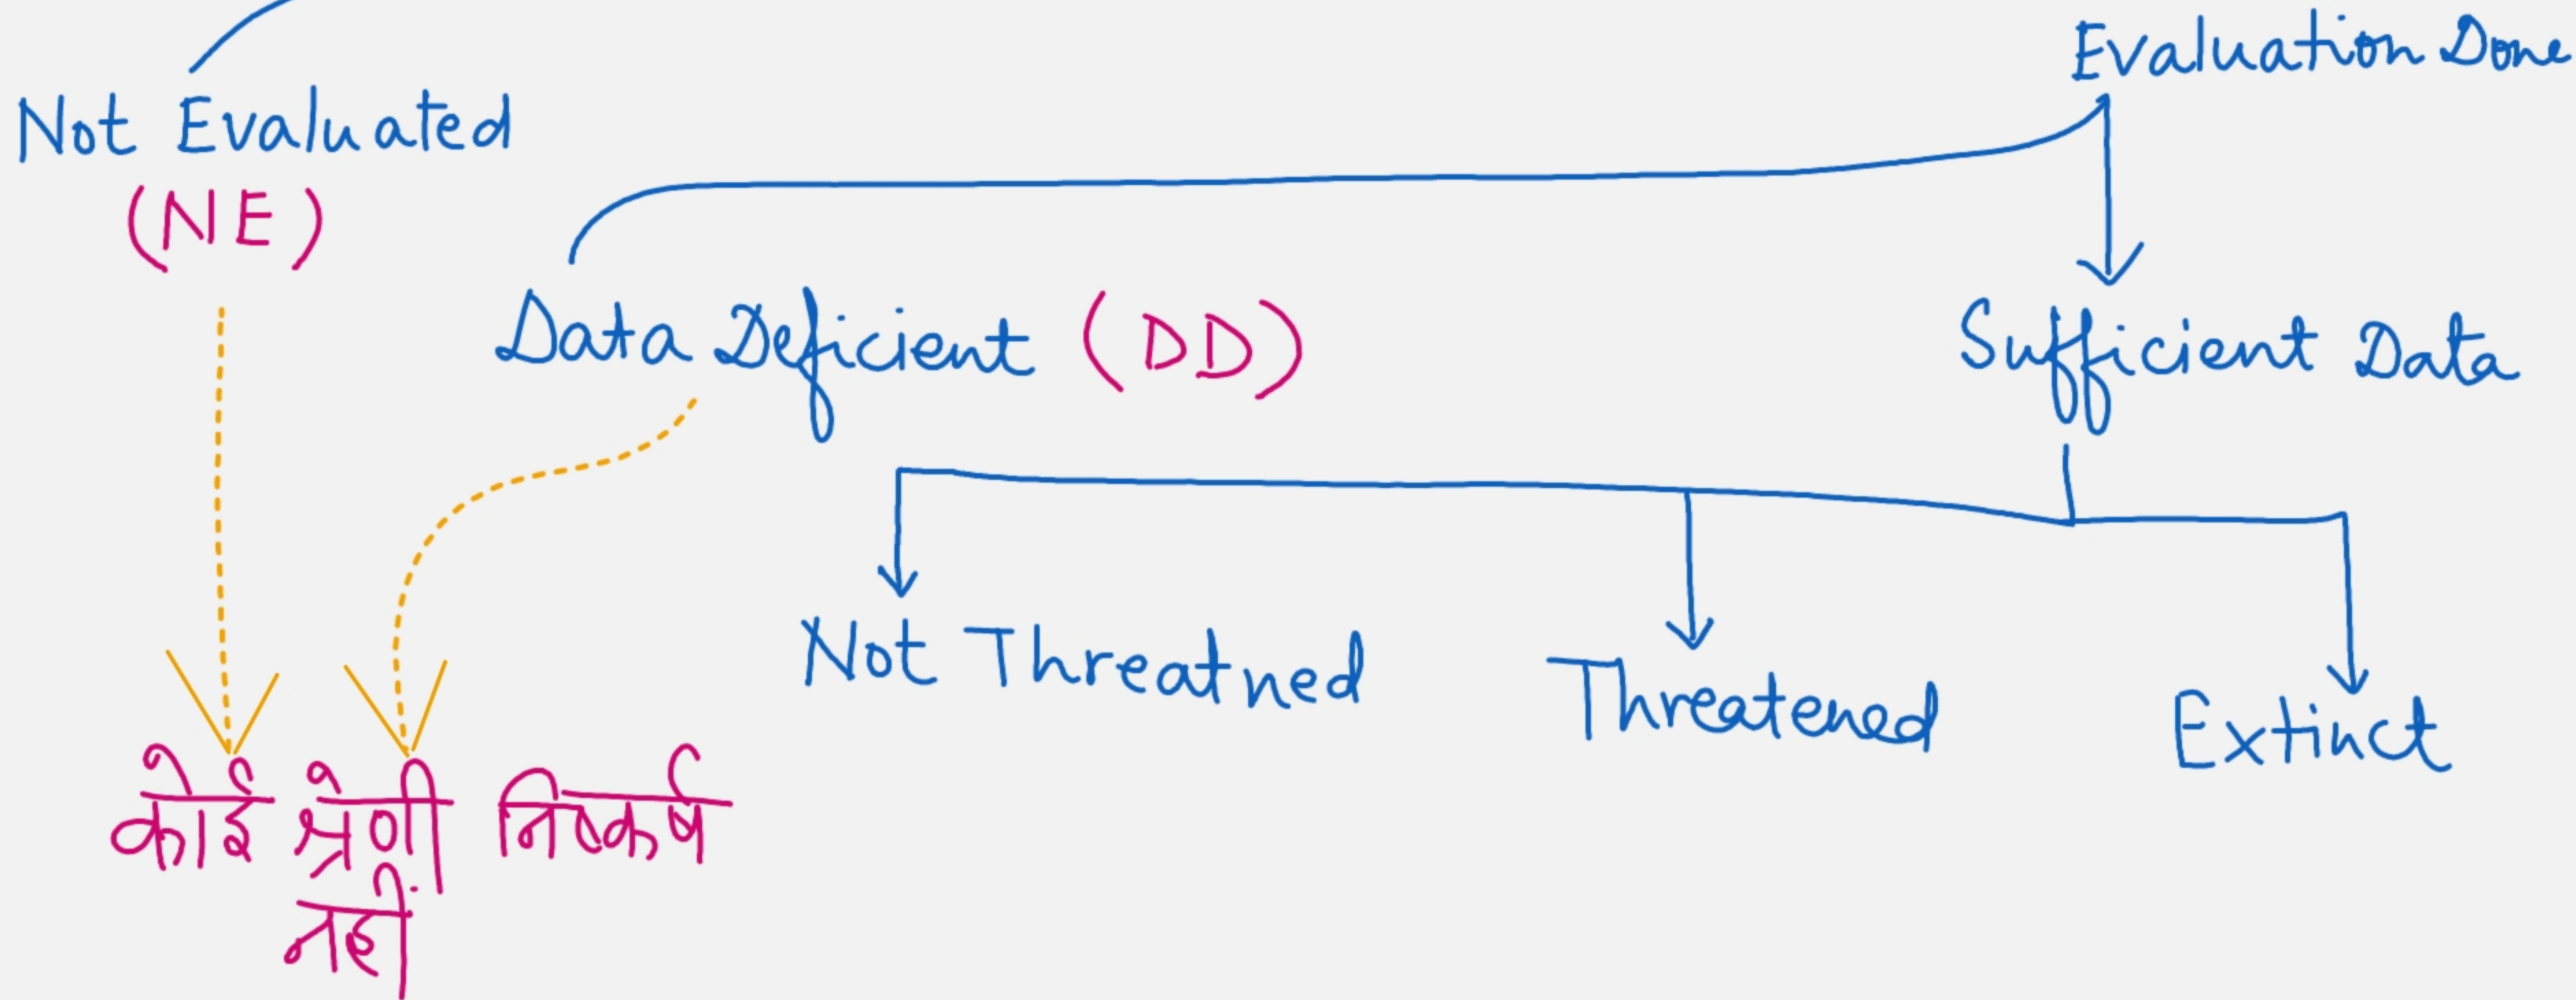 Evaluation Done
Not Evaluated
(NE)
Data Deficient (DD)
Sufficient Data
Not Threatned
Threatened
Extinct
कोई श्रेणी निष्कर्ष
नहीं